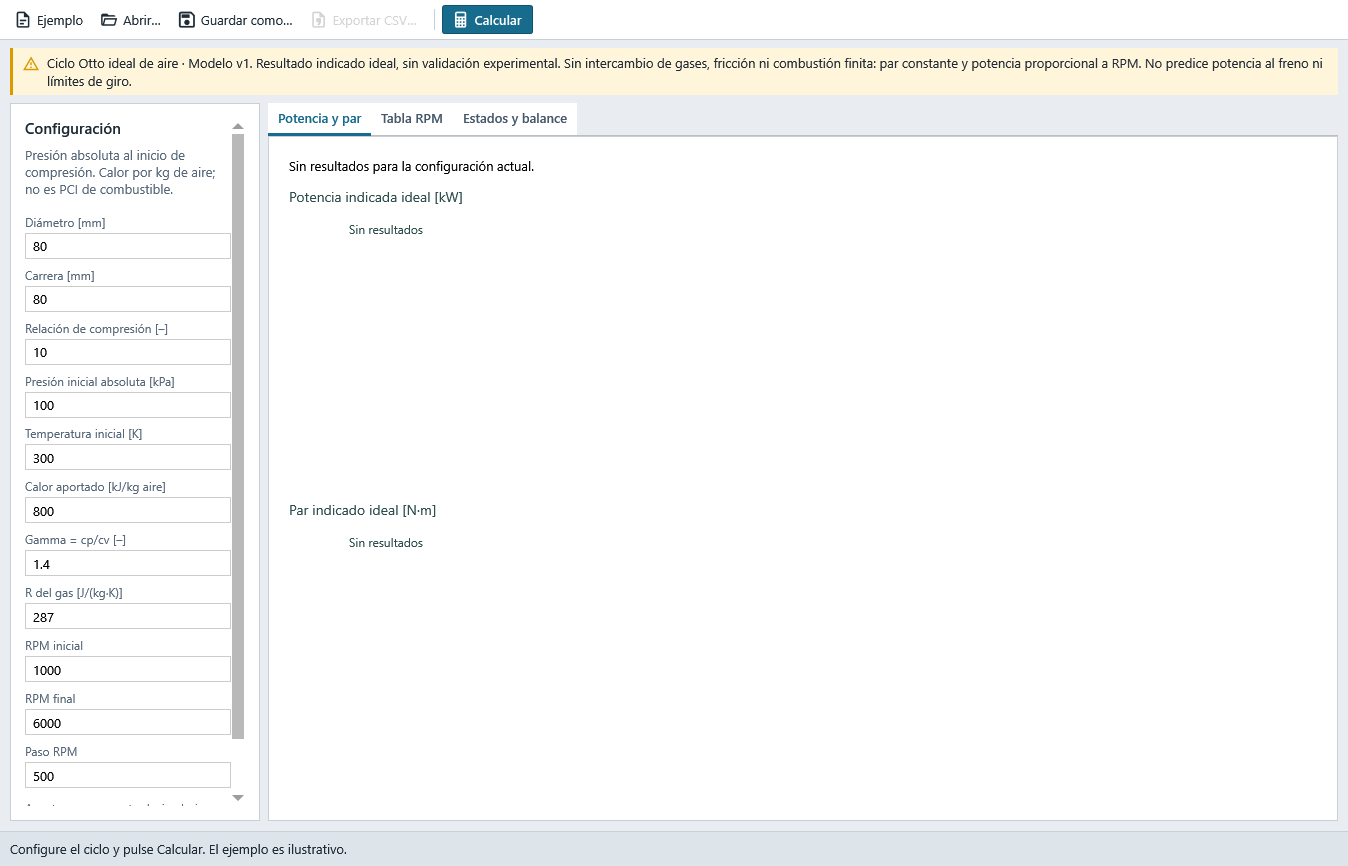 Ejemplo
Abrir...
Guardar como...
Exportar CSV...
Calcular
Ciclo Otto ideal de aire · Modelo v1. Resultado indicado ideal, sin validación experimental. Sin intercambio de gases, fricción ni combustión finita: par constante y potencia proporcional a RPM. No predice potencia al freno ni
límites de giro.
Configuración
Presión absoluta al inicio de
compresión. Calor por kg de aire;
no es PCI de combustible.
Diámetro [mm]
80
Carrera [mm]
80
Relación de compresión [–]
10
Presión inicial absoluta [kPa]
100
Temperatura inicial [K]
300
Calor aportado [kJ/kg aire]
800
Gamma = cp/cv [–]
1.4
R del gas [J/(kg·K)]
287
RPM inicial
1000
RPM final
6000
Paso RPM
500
Potencia y par
Tabla RPM
Estados y balance
Sin resultados para la configuración actual.
Potencia indicada ideal [kW]
Sin resultados
Par indicado ideal [N·m]
Sin resultados
Configure el ciclo y pulse Calcular. El ejemplo es ilustrativo.